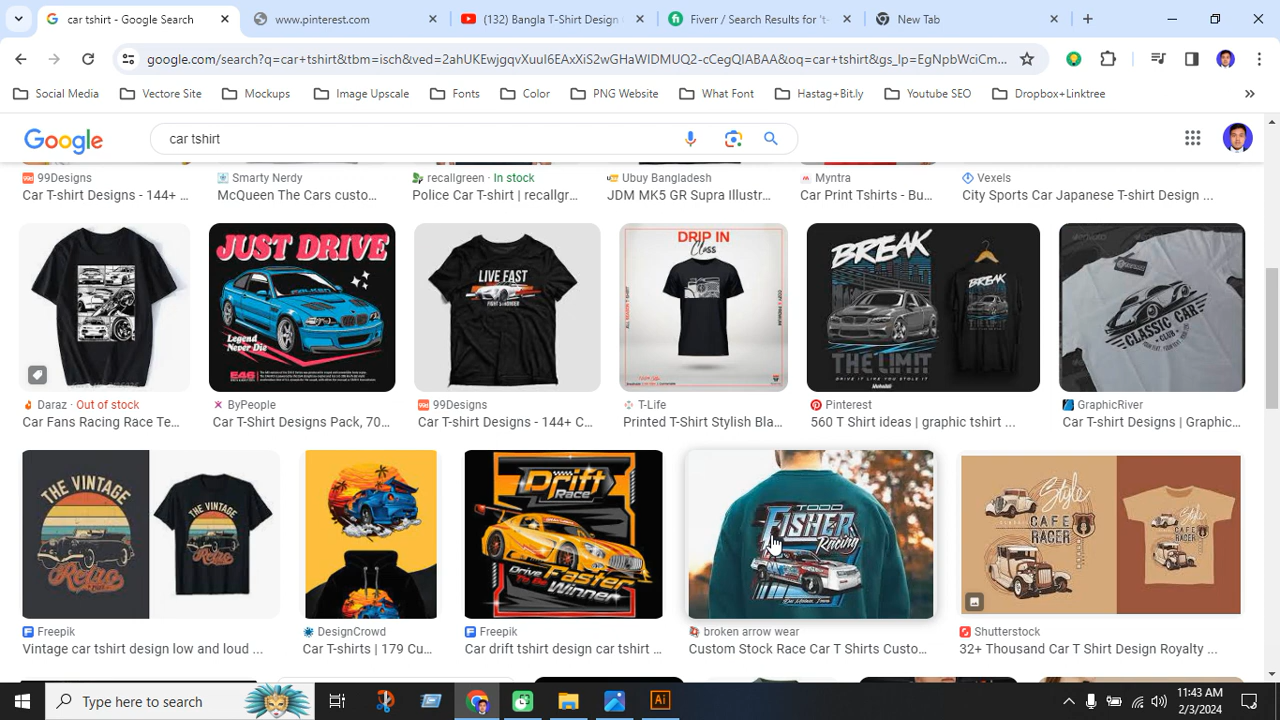 car tshirt - Google Search
www.pinterest.com
(132) Bangla T-Shirt Design
Fiverr / Search Results for 't-
New Tab
google.com/search?q=car+tshirt&tbm=isch&ved=2ahUKEwjgqvXuuI6EAxXiS2wGHaWIDMUQ2-cCegQIABAA&oq=car+tshirt&gs_lp=EgNpbWciCm...
Social Media
Vectore Site
Mockups
Image Upscale
Fonts
Color
PNG Website
What Font
Hastag+Bit.ly
Youtube SEO
Dropbox+Linktree
Google
car tshirt
99Designs
Car T-shirt Designs - 144+ ...
Smarty Nerdy
McQueen The Cars custo...
recallgreen · In stock
Police Car T-shirt | recallgr...
Ubuy Bangladesh
JDM MK5 GR Supra Illustr...
Myntra
Car Print Tshirts - Bu...
Vexels
City Sports Car Japanese T-shirt Design ...
JUST DRIVE
FALKEN
Legend
Never Die
E46
LIVE FAST
DRIP IN
Class
BREAK
THE LIMIT
DRIVE IT LIKE YOU STOLE IT
BREAK
CLASSIC CAR
Daraz · Out of stock
Car Fans Racing Race Te...
ByPeople
Car T-Shirt Designs Pack, 70...
99Designs
Car T-shirt Designs - 144+ C...
T-Life
Printed T-Shirt Stylish Bla...
Pinterest
560 T Shirt ideas | graphic tshirt ...
GraphicRiver
Car T-shirt Designs | Graphic...
THE VINTAGE
Retro
THE VINTAGE
Retro
Drift
Race
Drive Faster
To Be Winner
TODD
FISHER
Racing
Style
CAFE
RACER
Style
CAFE
RACER
Freepik
Vintage car tshirt design low and loud ...
DesignCrowd
Car T-shirts | 179 Cu...
Freepik
Car drift tshirt design car tshirt ...
broken arrow wear
Custom Stock Race Car T Shirts Custo...
Shutterstock
32+ Thousand Car T Shirt Design Royalty ...
Type here to search
11:43 AM
2/3/2024